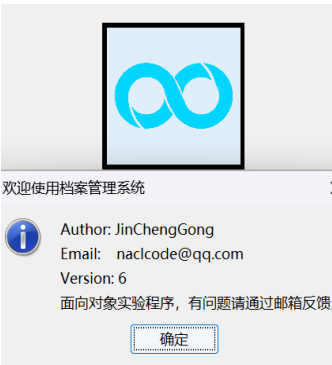 欢迎使用档案管理系统
Author: JinChengGong
Email: naclcode@qq.com
Version: 6
面向对象实验程序，有问题请通过邮箱反馈
确定